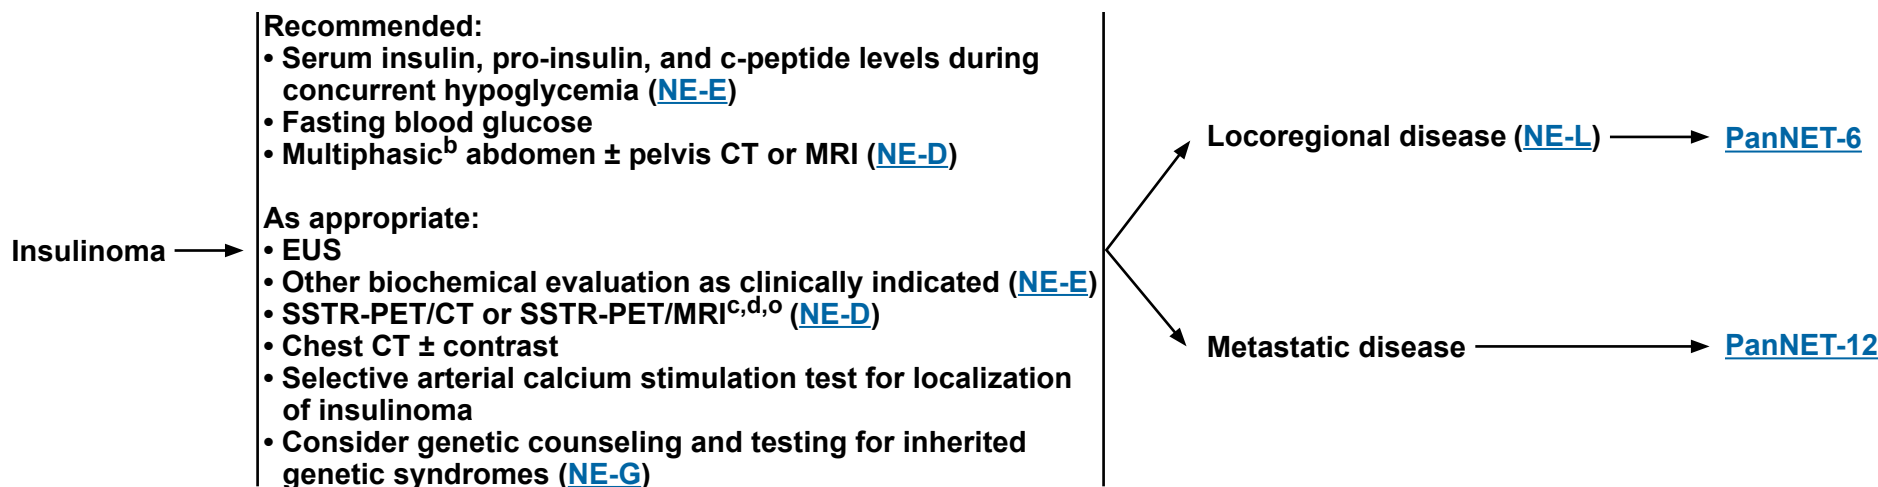 Insulinoma
Recommended:
• Serum insulin, pro-insulin, and c-peptide levels during
concurrent hypoglycemia (NE-E)
• Fasting blood glucose
• Multiphasicb abdomen ± pelvis CT or MRI (NE-D)
As appropriate:
• EUS
• Other biochemical evaluation as clinically indicated (NE-E)
• SSTR-PET/CT or SSTR-PET/MRIc,d,o (NE-D)
• Chest CT ± contrast
• Selective arterial calcium stimulation test for localization
of insulinoma
• Consider genetic counseling and testing for inherited
genetic syndromes (NE-G)
Locoregional disease (NE-L)
PanNET-6
Metastatic disease
PanNET-12